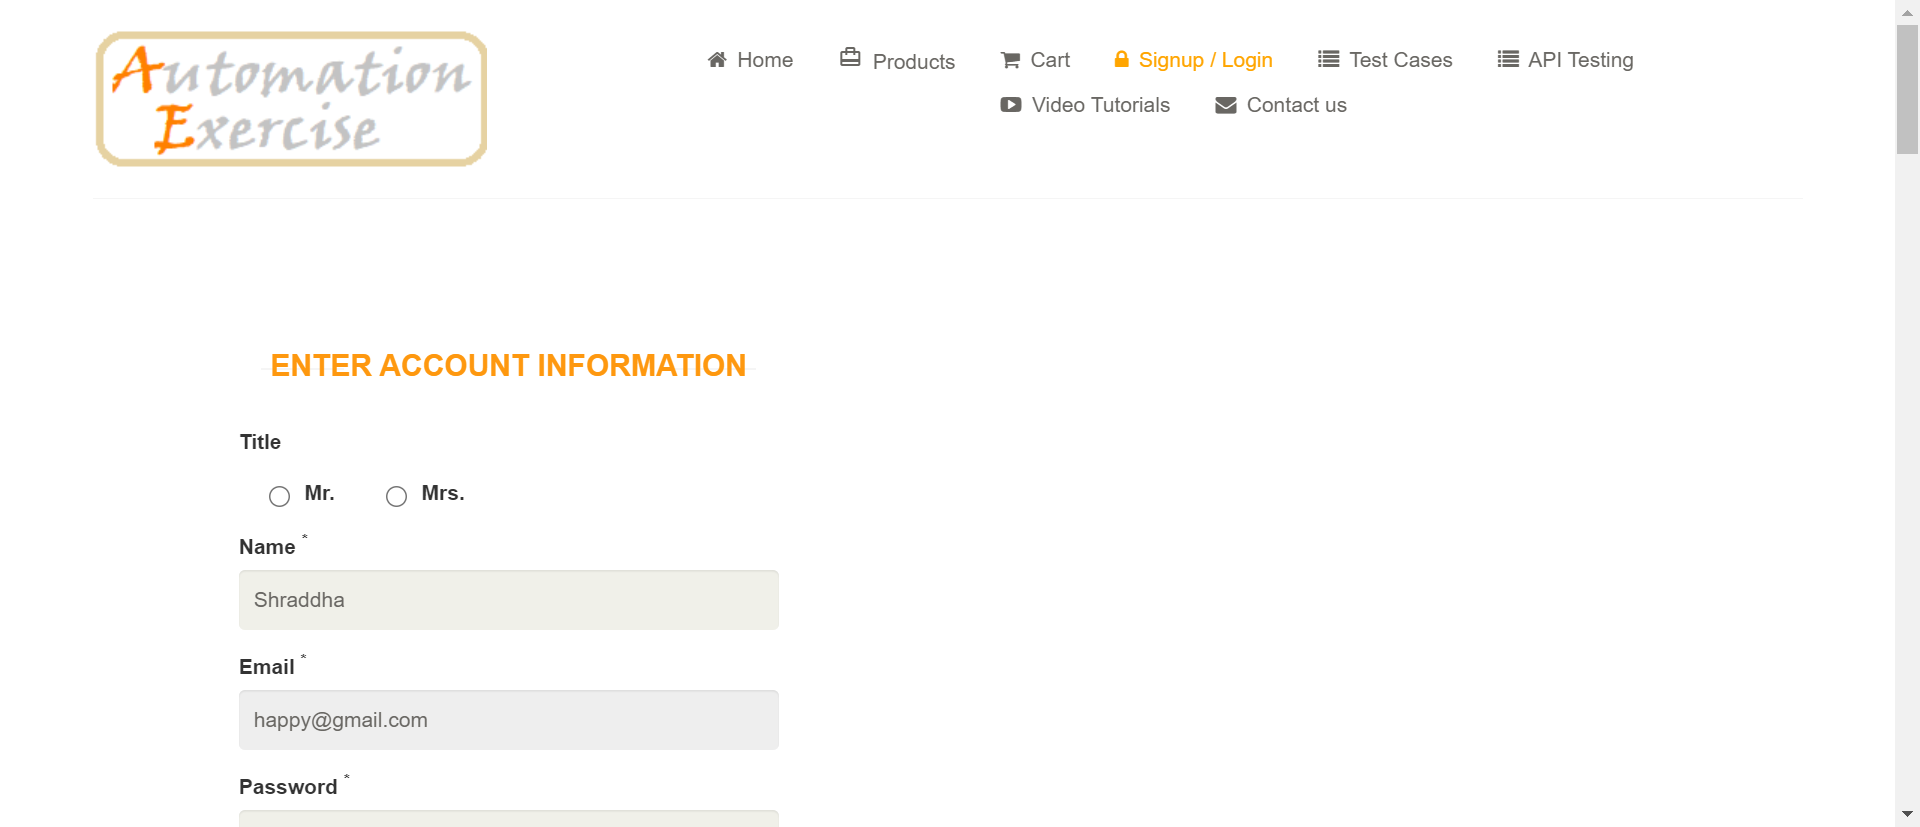 Automation
Exercise
Home
Products
Cart
Signup / Login
Test Cases
API Testing
Video Tutorials
Contact us
ENTER ACCOUNT INFORMATION
Title
Mr.
Mrs.
Name *
Shraddha
Email *
happy@gmail.com
Password *